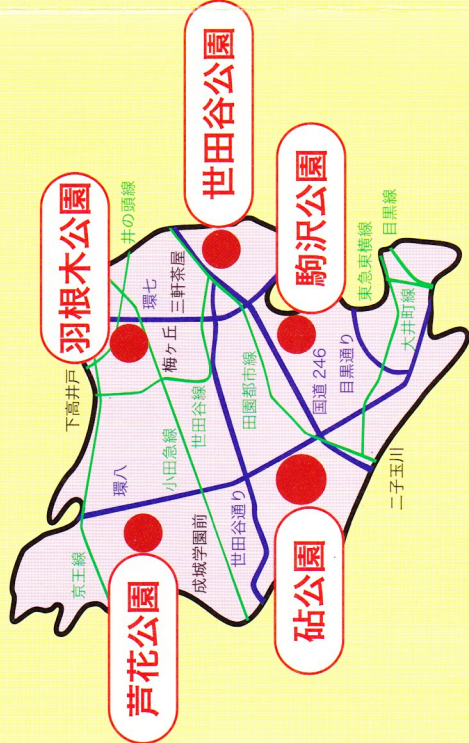 羽根木公園
世田谷公園
駒沢公園
芦花公園
砧公園
下高井戸
井の頭線
環七
三軒茶屋
梅ヶ丘
京王線
環八
小田急線
世田谷線
成城学園前
世田谷通り
田園都市線
国道 246
目黒通り
東急東横線
目黒線
大井町線
二子玉川